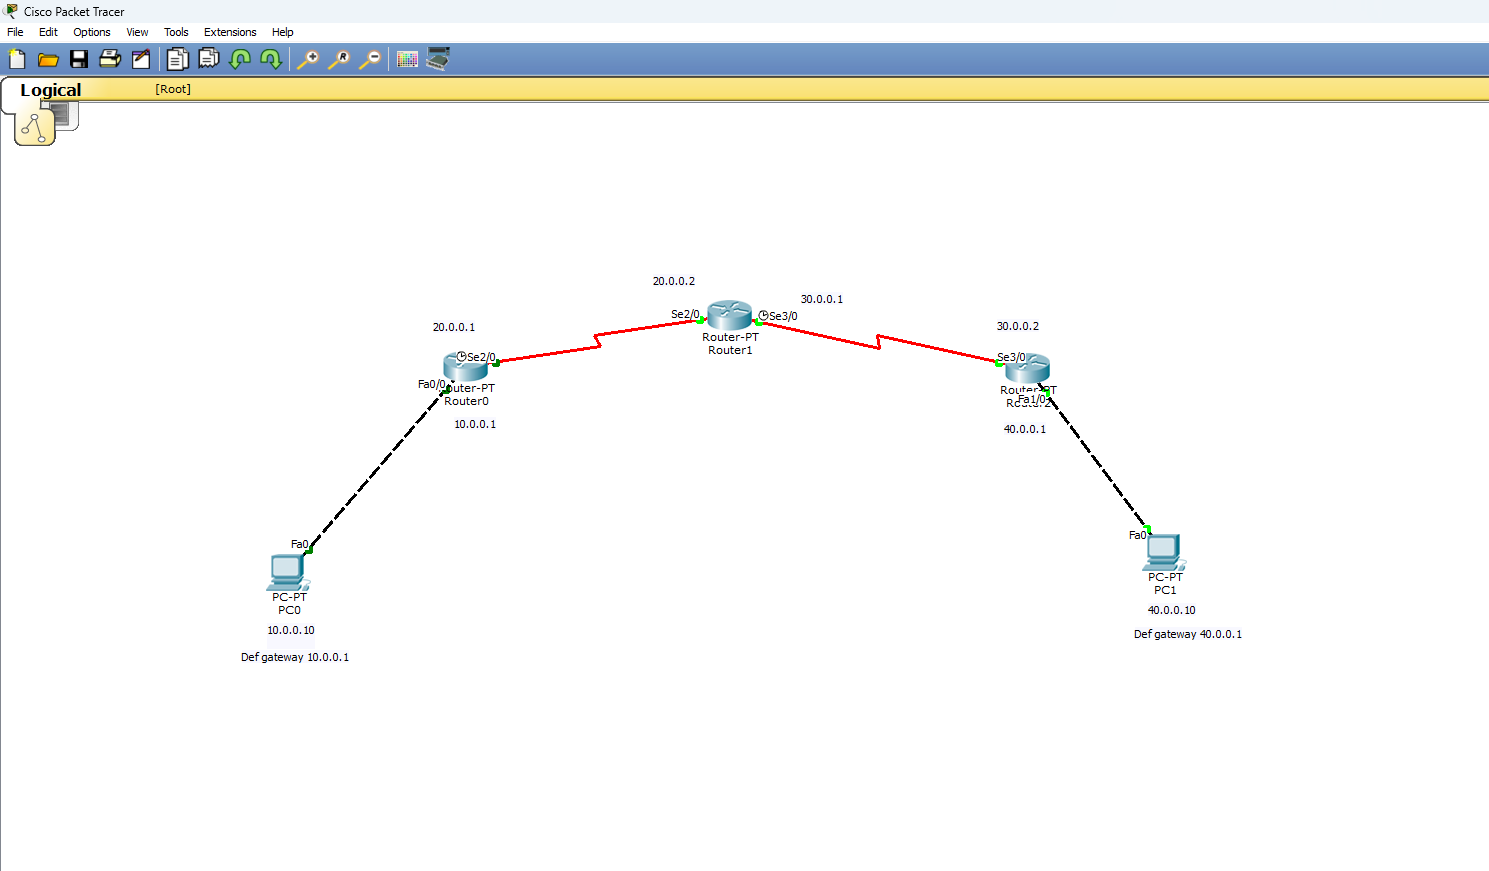 Cisco Packet Tracer
File Edit Options View Tools Extensions Help
Logical
[Root]
20.0.0.2
30.0.0.1
Se2/0
Se3/0
Router-PT
Router1
20.0.0.1
30.0.0.2
Se2/0
Se3/0
Fa0/0
outer-PT
Router0
10.0.0.1
Router-PT
Fa1/0
40.0.0.1
Fa0
PC-PT
PC0
10.0.0.10
Def gateway 10.0.0.1
Fa0
PC-PT
PC1
40.0.0.10
Def gateway 40.0.0.1